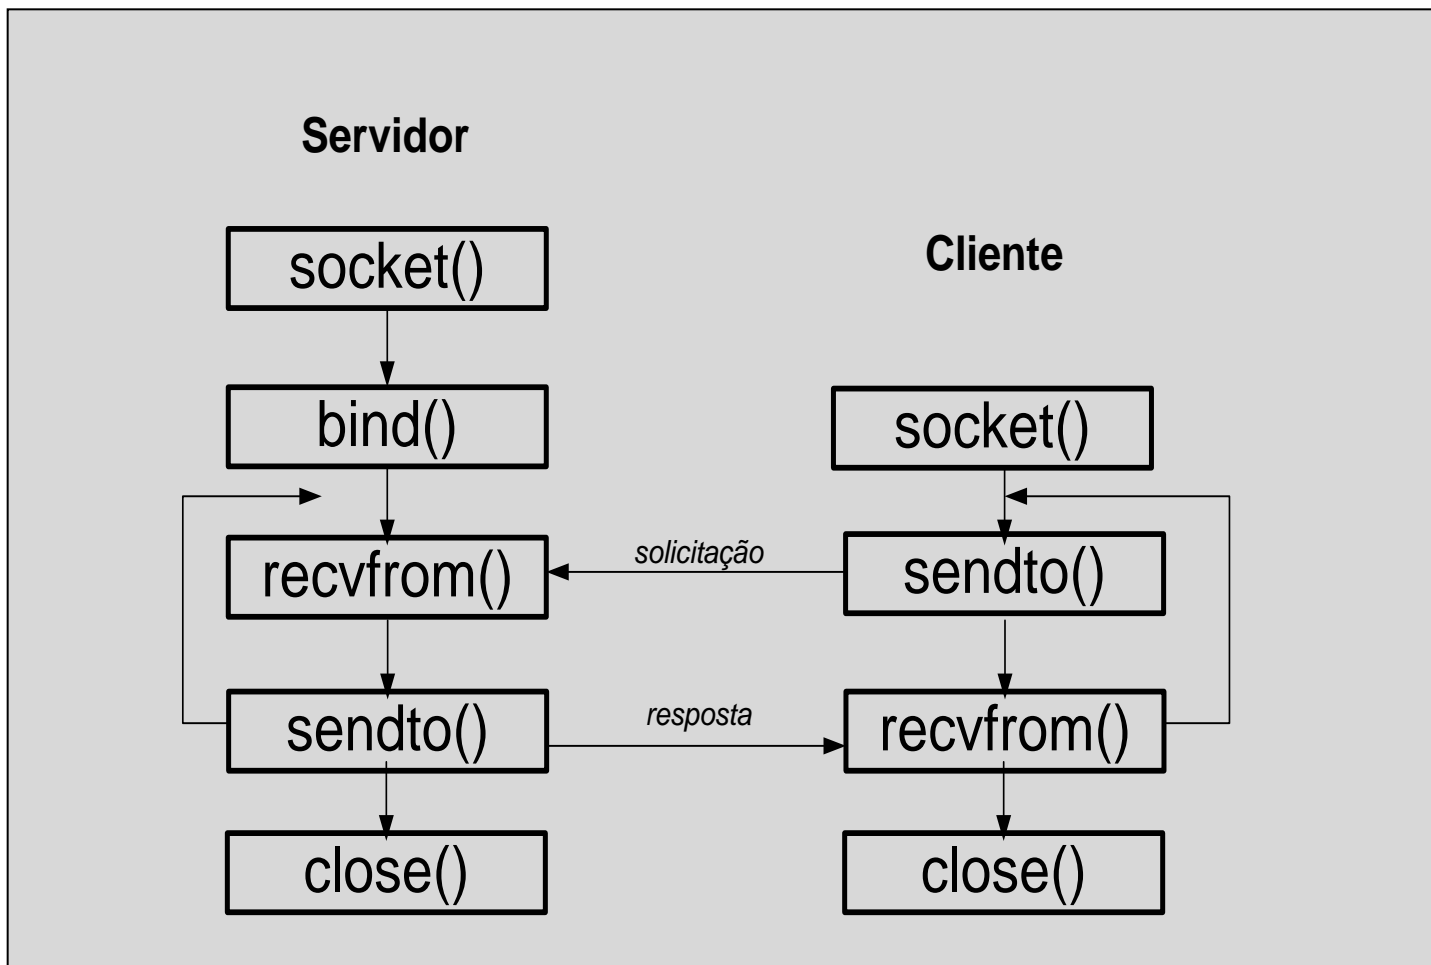 Servidor
socket()
bind()
recvfrom()
sendto()
close()
Cliente
socket()
sendto()
recvfrom()
close()
solicitação
resposta